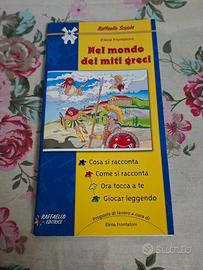 Raffaello Scuola
Elena Frontaloni
Nel mondo
dei miti greci
Cosa si racconta
Come si racconta
Ora tocca a te
Giocar leggendo
Proposte di lavoro a cura di
Elena Frontaloni
RAFFAELLO
EDITRICE
subito